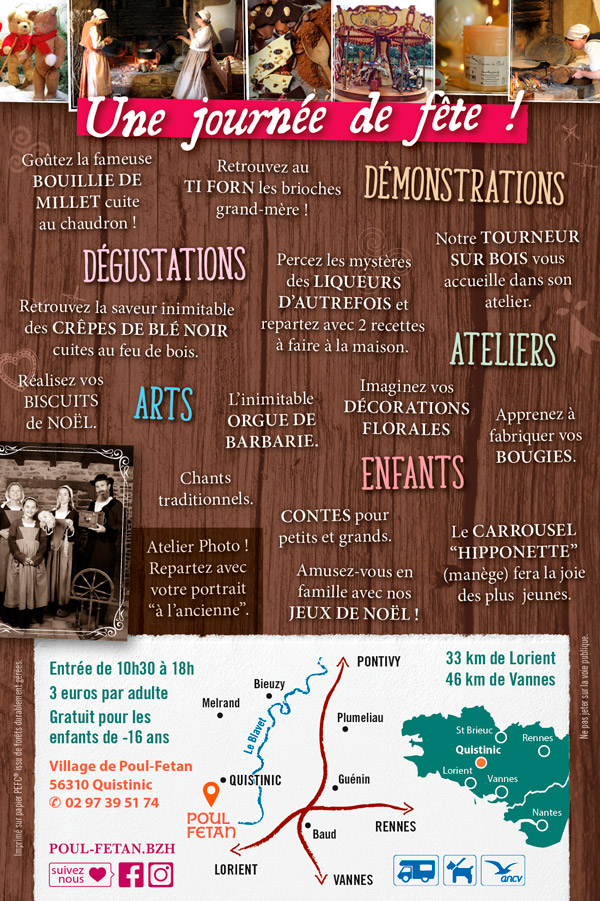 Une journée de fête !
Goûtez la fameuse
BOUILLIE DE
MILLET cuite
au chaudron !
Retrouvez au
TI FORN les brioches
grand-mère !
DÉMONSTRATIONS
Notre TOURNEUR
SUR BOIS vous
accueille dans son
atelier.
DÉGUSTATIONS
Percez les mystères
des LIQUEURS
D'AUTREFOIS et
repartez avec 2 recettes
à faire à la maison.
Retrouvez la saveur inimitable
des CRÊPES DE BLÉ NOIR
cuites au feu de bois.
ATELIERS
Réalisez vos
BISCUITS
de NOËL.
ARTS
L'inimitable
ORGUE DE
BARBARIE.
Imaginez vos
DÉCORATIONS
FLORALES
Apprenez à
fabriquer vos
BOUGIES.
ENFANTS
Chants
traditionnels.
CONTES pour
petits et grands.
Le CARROUSEL
“HIPPONETTE”
(manège) fera la joie
des plus jeunes.
Atelier Photo !
Repartez avec
votre portrait
“à l'ancienne”.
Amusez-vous en
famille avec nos
JEUX DE NOËL !
Entrée de 10h30 à 18h
3 euros par adulte
Gratuit pour les
enfants de -16 ans
Village de Poul-Fetan
56310 Quistinic
✆ 02 97 39 51 74
POUL-FETAN.BZH
suivez
nous
PONTIVY
Bieuzy
Melrand
Le Blavet
Plumeliau
QUISTINIC
Guénin
POUL
FETAN
RENNES
Baud
LORIENT
VANNES
33 km de Lorient
46 km de Vannes
St Brieuc
Rennes
Quistinic
Lorient
Vannes
Nantes
ancv
Imprimé sur papier PEFC® issu de forêts durablement gérées.
Ne pas jeter sur la voie publique.